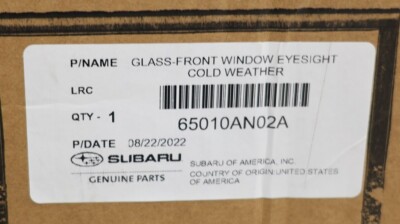 P/NAME GLASS-FRONT WINDOW EYESIGHT
COLD WEATHER
LRC
QTY - 1
65010AN02A
P/DATE 08/22/2022
SUBARU SUBARU OF AMERICA, INC.
GENUINE PARTS COUNTRY OF ORIGIN:UNITED STATES
OF AMERICA